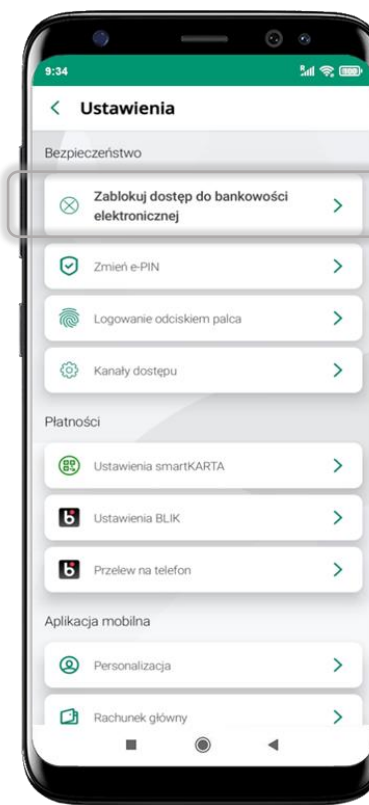 9:34
Ustawienia
Bezpieczeństwo
Zablokuj dostęp do bankowości
elektronicznej
Zmień e-PIN
Logowanie odciskiem palca
Kanały dostępu
Płatności
Ustawienia smartKARTA
Ustawienia BLIK
Przelew na telefon
Aplikacja mobilna
Personalizacja
Rachunek główny